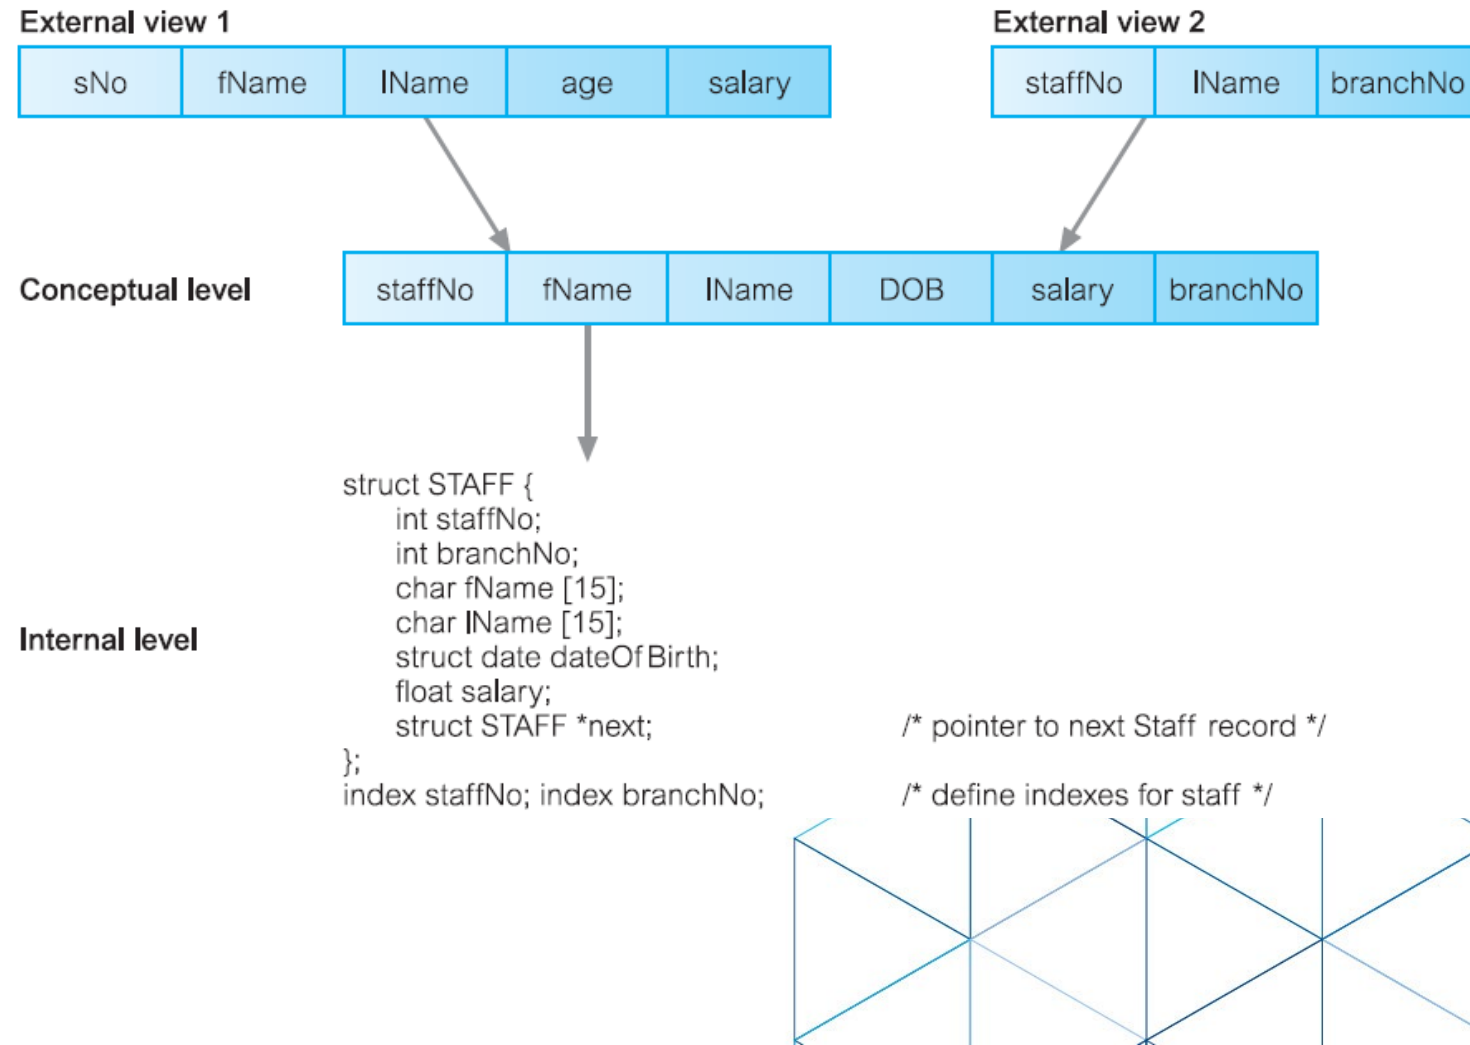 External view 1
External view 2
sNo fName lName age salary
staffNo lName branchNo
Conceptual level
staffNo fName lName DOB salary branchNo
struct STAFF {
int staffNo;
int branchNo;
char fName [15];
char lName [15];
Internal level
struct date dateOfBirth;
float salary;
struct STAFF *next; /* pointer to next Staff record */
};
index staffNo; index branchNo; /* define indexes for staff */